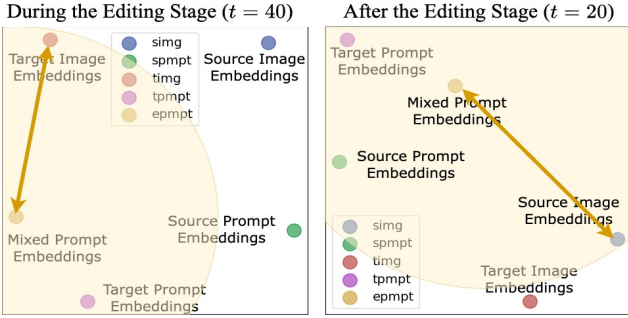 During the Editing Stage (t = 40)
Target Image
Embeddings
simg
spmpt
timg
tpmpt
epmpt
Source Image
Embeddings
Source Prompt
Embeddings
Mixed Prompt
Embeddings
Target Prompt
Embeddings
After the Editing Stage (t = 20)
Target Prompt
Embeddings
Mixed Prompt
Embeddings
Source Prompt
Embeddings
Source Image
Embeddings
simg
spmpt
timg
tpmpt
epmpt
Target Image
Embeddings